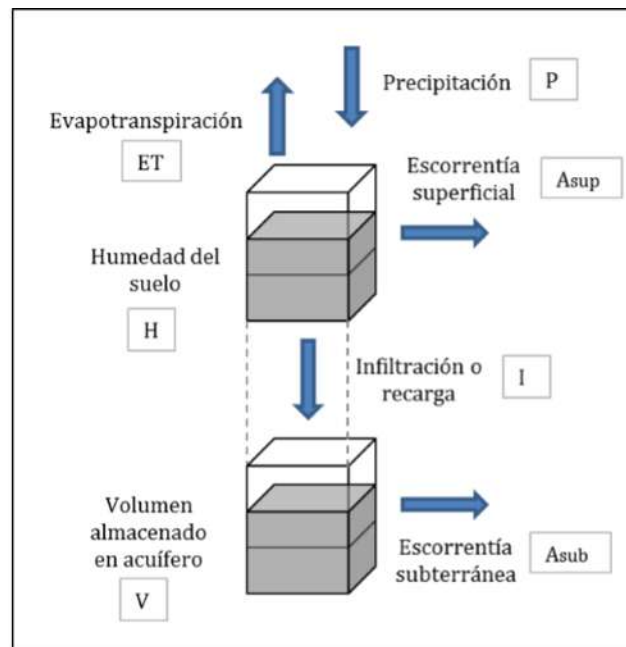 Precipitación
P
Evapotranspiración
ET
Escorrentía
superficial
Asup
Humedad del
suelo
H
Infiltración o
recarga
I
Volumen
almacenado
en acuífero
V
Escorrentía
subterránea
Asub